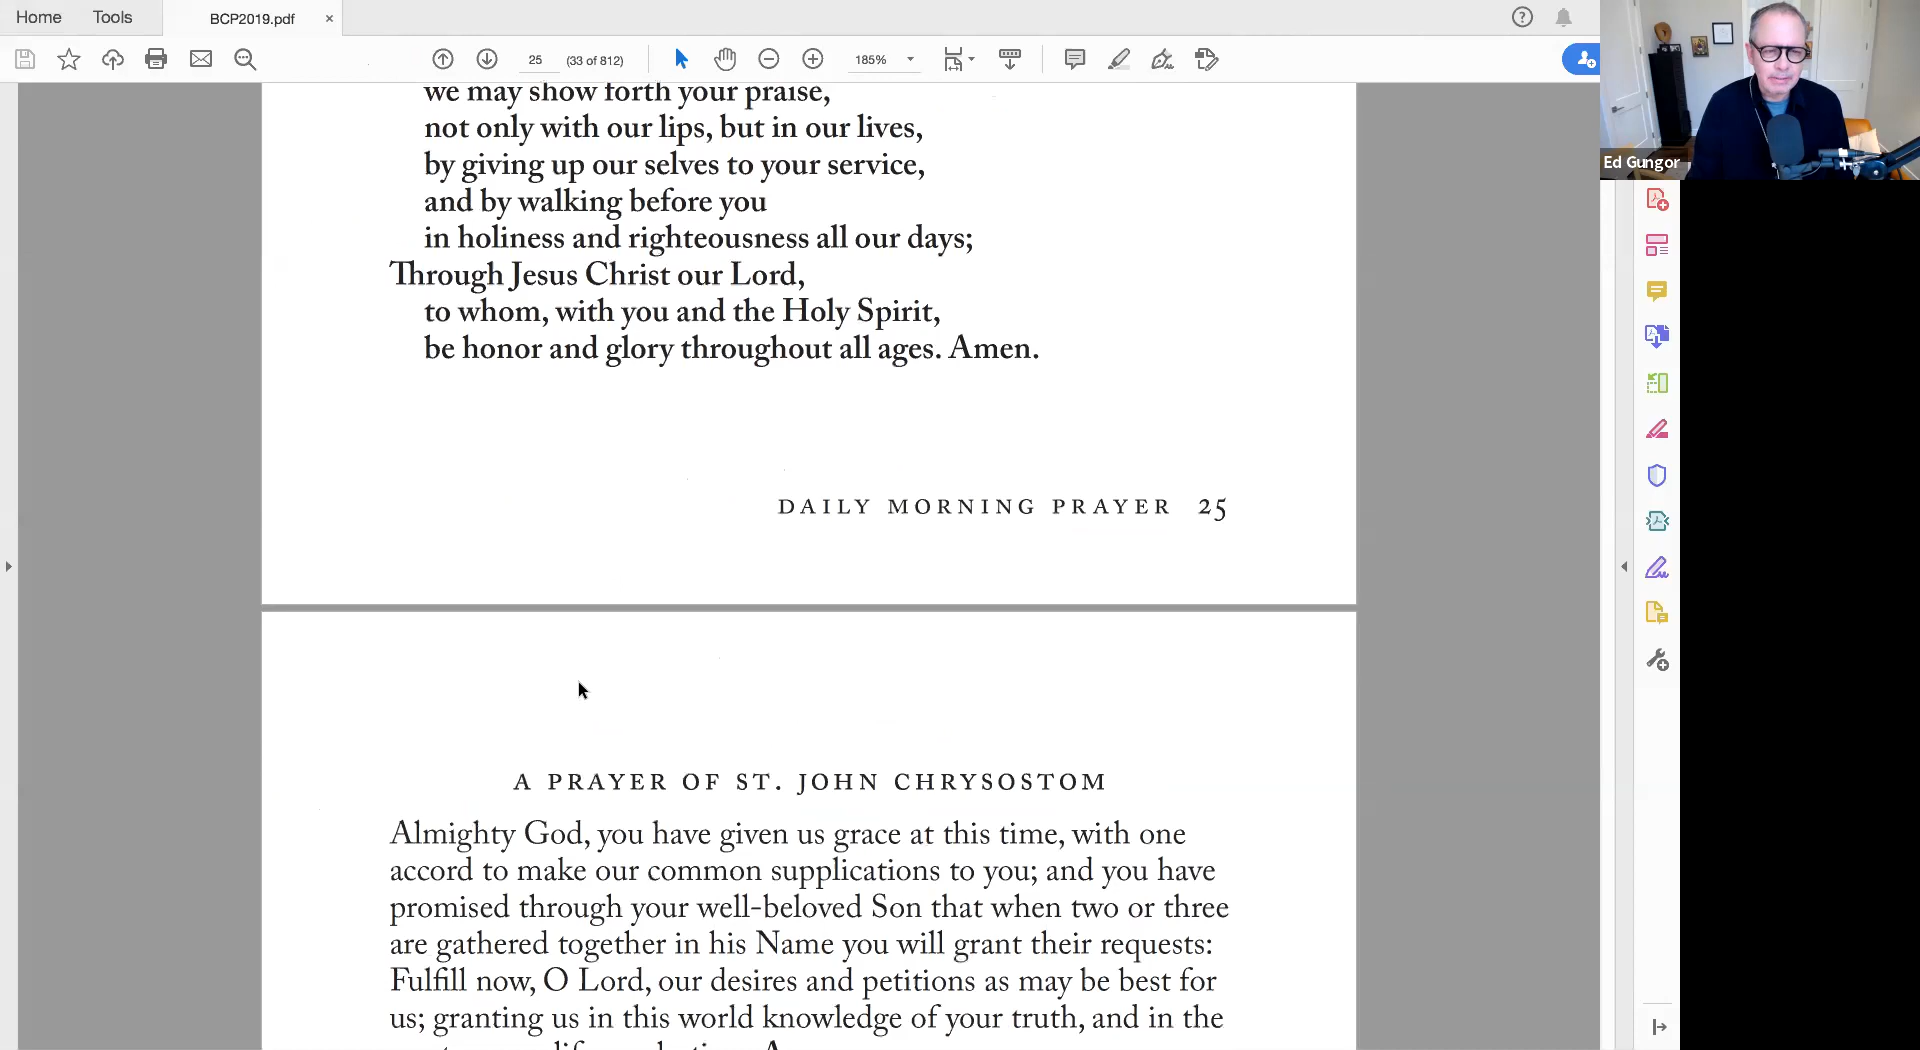 Home Tools BCP2019.pdf ×
25 (33 of 812) 185%
Ed Gungor
we may show forth your praise,
not only with our lips, but in our lives,
by giving up our selves to your service,
and by walking before you
in holiness and righteousness all our days;
Through Jesus Christ our Lord,
to whom, with you and the Holy Spirit,
be honor and glory throughout all ages. Amen.
DAILY MORNING PRAYER 25
A PRAYER OF ST. JOHN CHRYSOSTOM
Almighty God, you have given us grace at this time, with one
accord to make our common supplications to you; and you have
promised through your well-beloved Son that when two or three
are gathered together in his Name you will grant their requests:
Fulfill now, O Lord, our desires and petitions as may be best for
us; granting us in this world knowledge of your truth, and in the